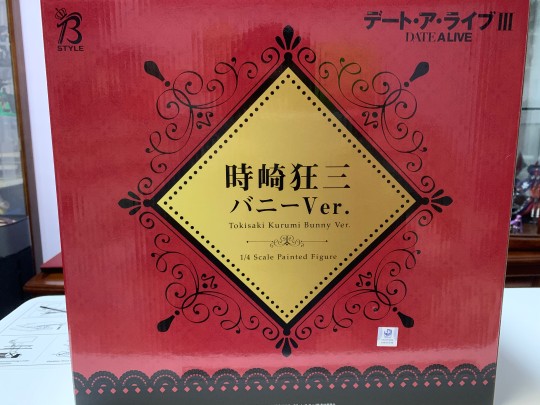 B
STYLE
デート・ア・ライブIII
DATE A LIVE
時崎狂三
バニーVer.
Tokisaki Kurumi Bunny Ver.
1/4 Scale Painted Figure